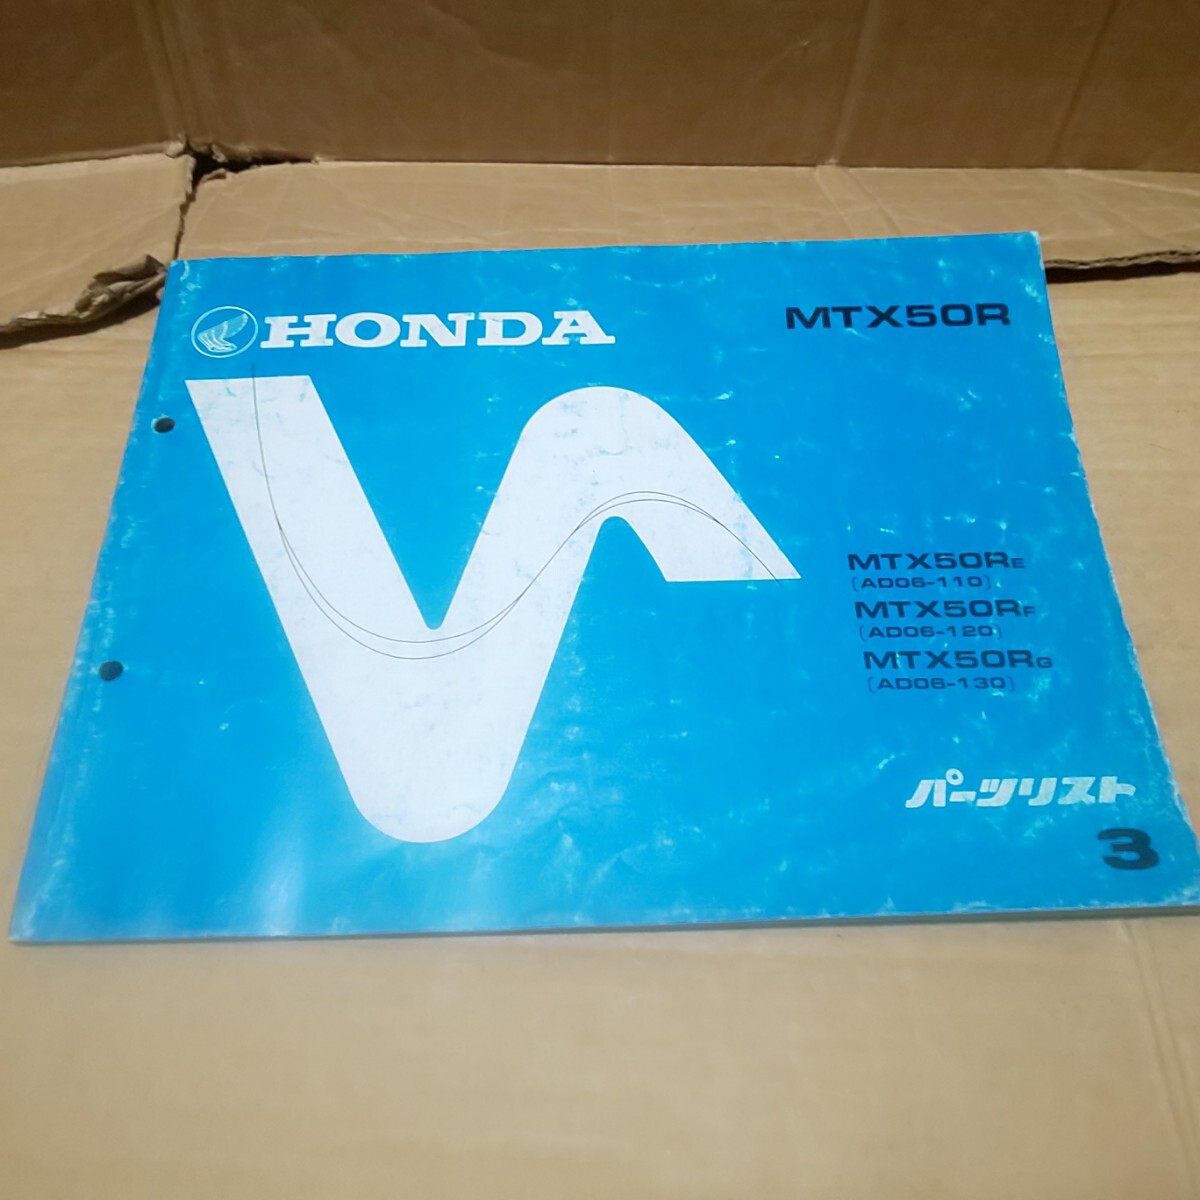 HONDA
MTX50R
MTX50RE
(AD06-110)
MTX50RF
(AD06-120)
MTX50RG
(AD06-130)
パーツリスト
3